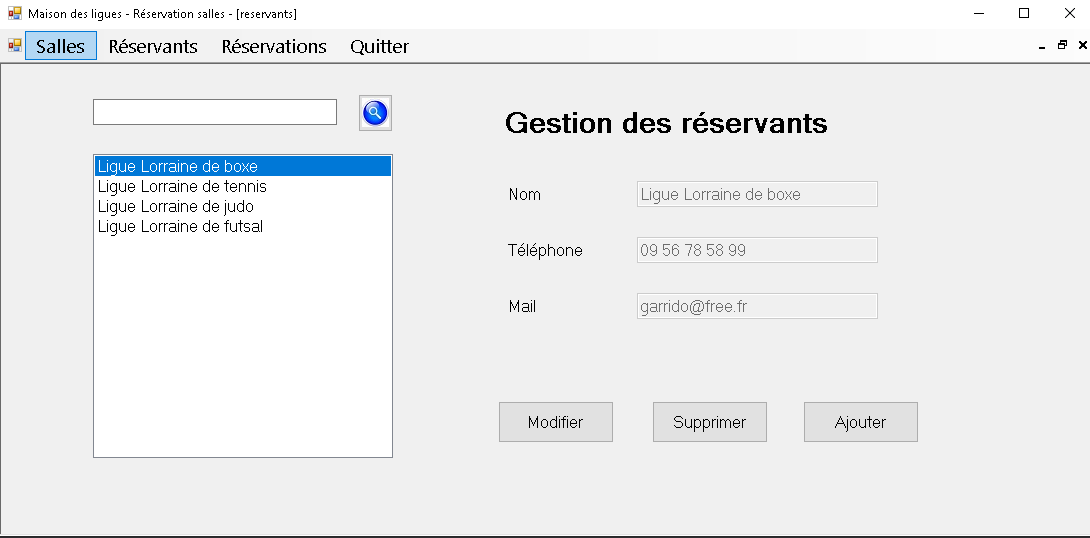 Maison des ligues - Réservation salles - [reservants]
Salles Réservants Réservations Quitter
Gestion des réservants
Ligue Lorraine de boxe
Ligue Lorraine de tennis
Ligue Lorraine de judo
Ligue Lorraine de futsal
Nom Ligue Lorraine de boxe
Téléphone 09 56 78 58 99
Mail garrido@free.fr
Modifier Supprimer Ajouter